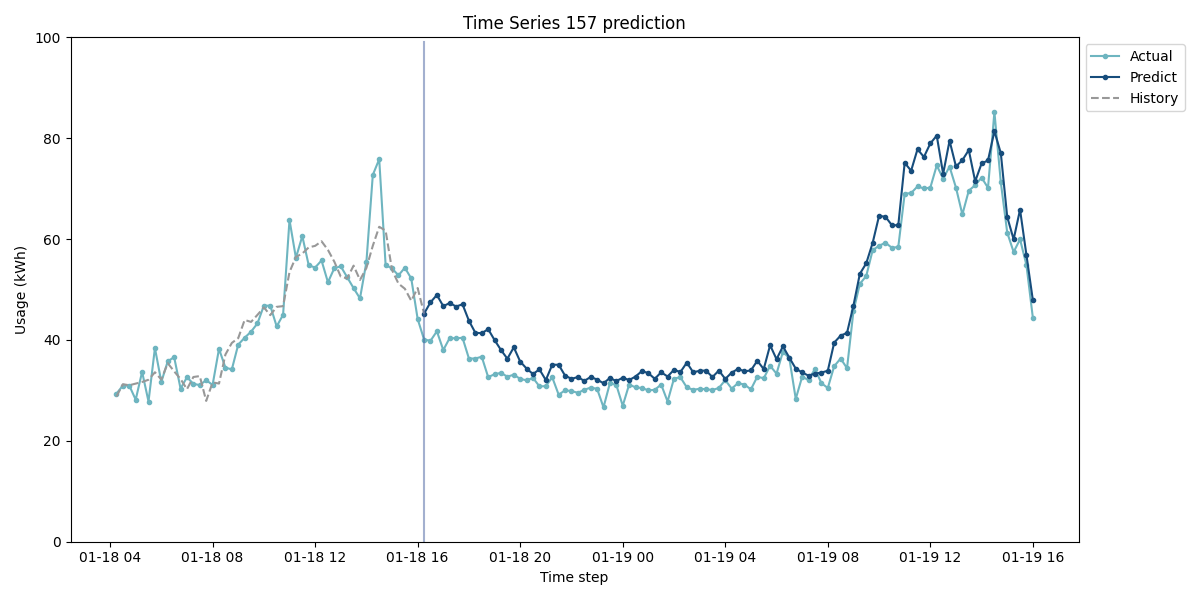 Time Series 157 prediction
Usage (kWh)
100
80
60
40
20
0
01-18 04
01-18 08
01-18 12
01-18 16
01-18 20
01-19 00
01-19 04
01-19 08
01-19 12
01-19 16
Time step
Actual
Predict
History